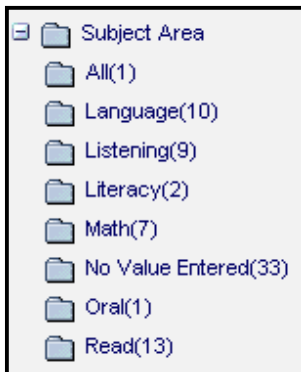 Subject Area
All(1)
Language(10)
Listening(9)
Literacy(2)
Math(7)
No Value Entered(33)
Oral(1)
Read(13)